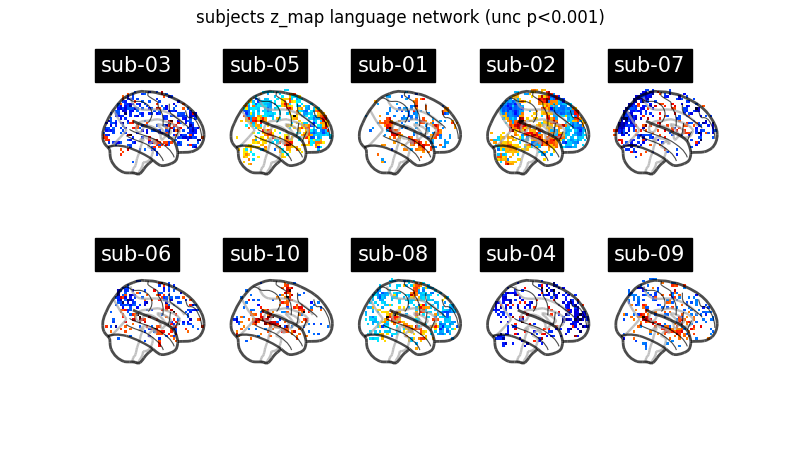 subjects z_map language network (unc p<0.001)
sub-03
sub-05
sub-01
sub-02
sub-07
sub-06
sub-10
sub-08
sub-04
sub-09